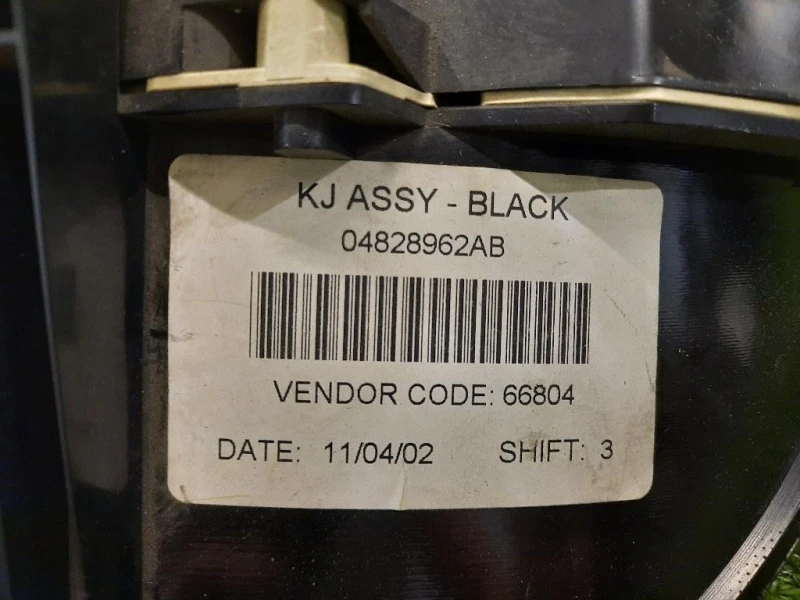 KJ ASSY - BLACK
04828962AB
VENDOR CODE: 66804
DATE: 11/04/02 SHIFT: 3